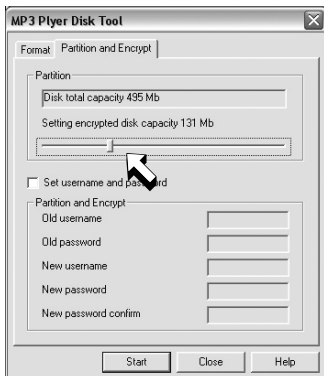 MP3 Plyer Disk Tool
Format Partition and Encrypt
Partition
Disk total capacity 495 Mb
Setting encrypted disk capacity 131 Mb
Set username and password
Partition and Encrypt
Old username
Old password
New username
New password
New password confirm
Start Close Help